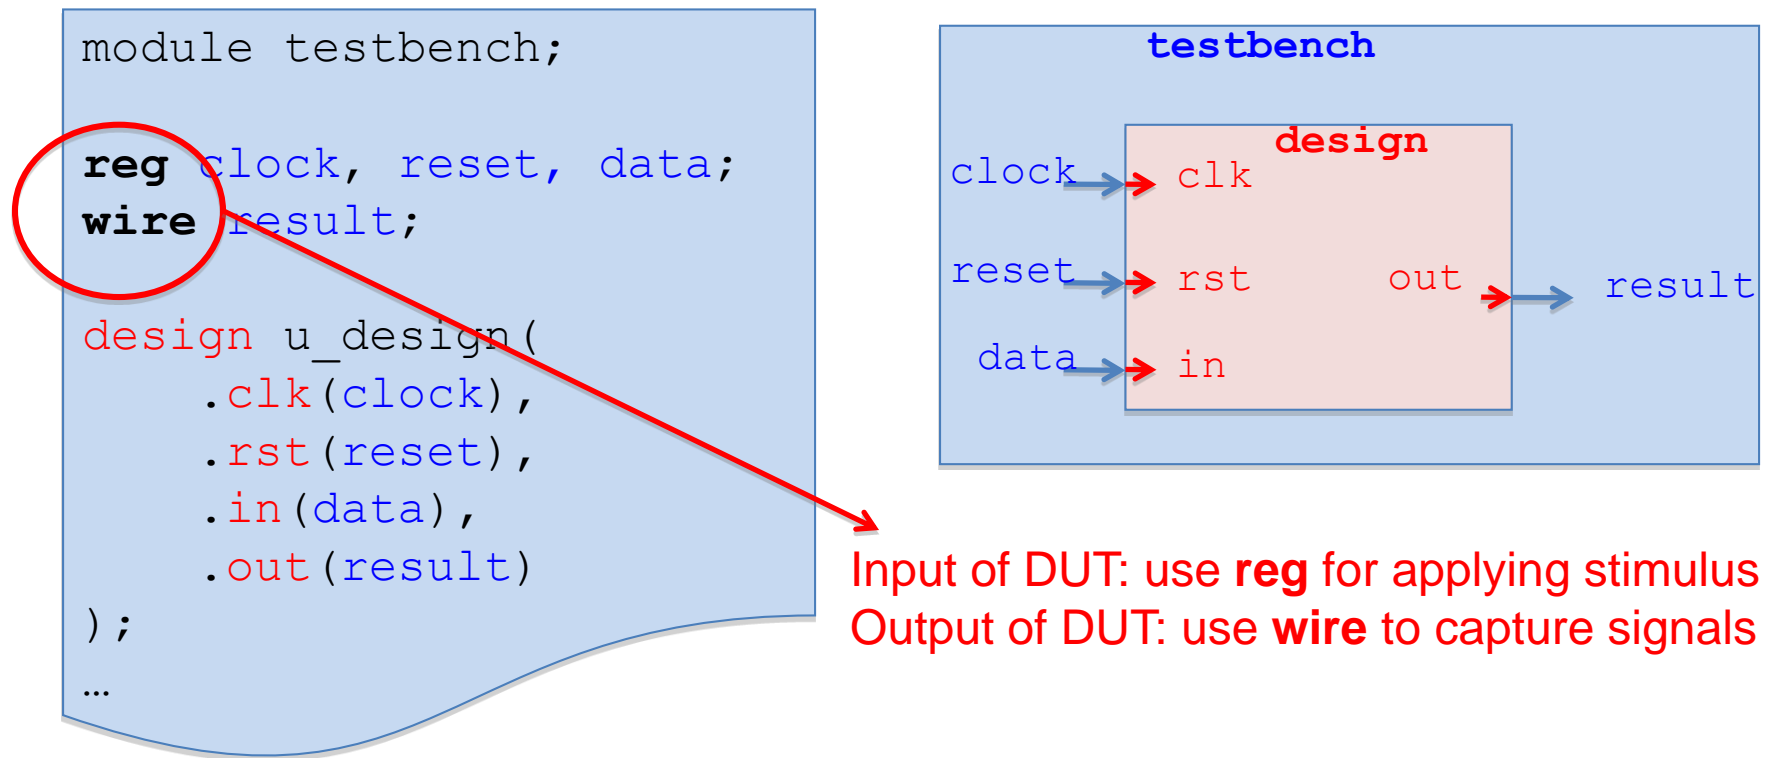 module testbench;
reg clock, reset, data;
wire result;
design u_design(
.clk(clock),
.rst(reset),
.in(data),
.out(result)
);
…
testbench
design
clock clk
reset rst out result
data in
Input of DUT: use reg for applying stimulus
Output of DUT: use wire to capture signals